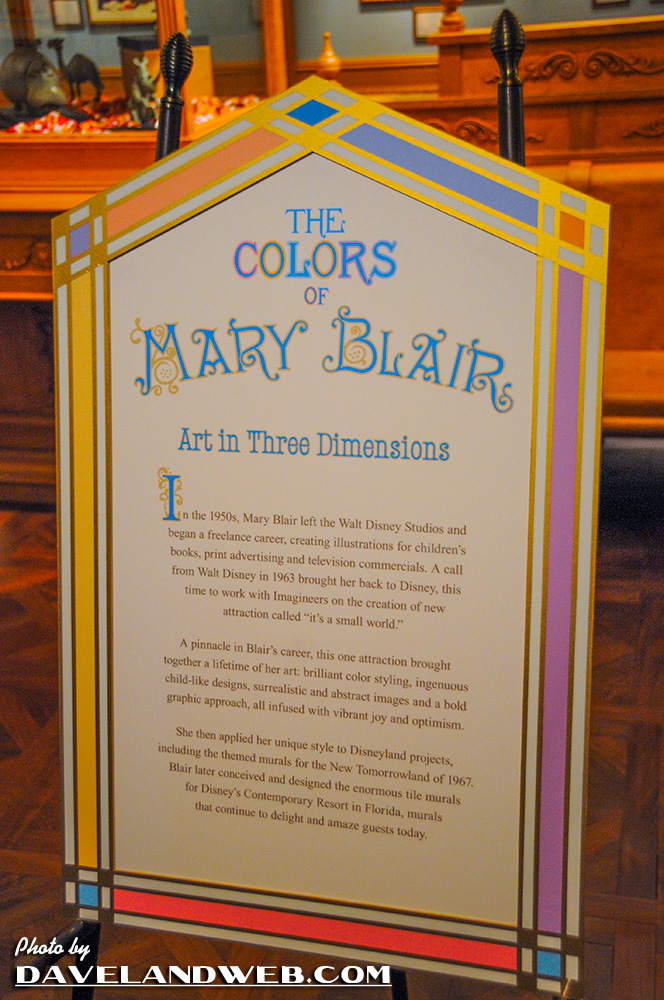 THE
COLORS
OF
MARY BLAIR
Art in Three Dimensions
In the 1950s, Mary Blair left the Walt Disney Studios and
began a freelance career, creating illustrations for children's
books, print advertising and television commercials. A call
from Walt Disney in 1963 brought her back to Disney, this
time to work with Imagineers on the creation of new
attraction called “it's a small world.”
A pinnacle in Blair's career, this one attraction brought
together a lifetime of her art: brilliant color styling, ingenuous
child-like designs, surrealistic and abstract images and a bold
graphic approach, all infused with vibrant joy and optimism.
She then applied her unique style to Disneyland projects,
including the themed murals for the New Tomorrowland of 1967.
Blair later conceived and designed the enormous tile murals
for Disney's Contemporary Resort in Florida, murals
that continue to delight and amaze guests today.
Photo by
DAVELANDWEB.COM